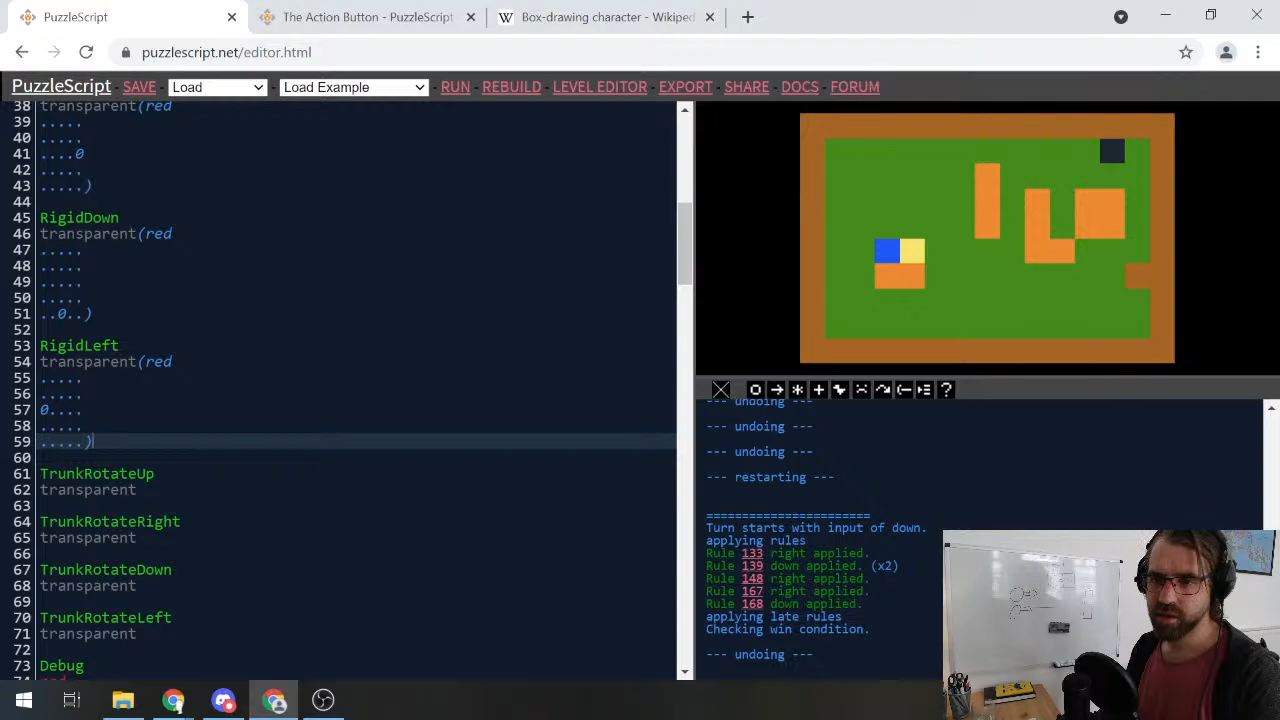 PuzzleScript
The Action Button - PuzzleScript
Box-drawing character - Wikiped
puzzlescript.net/editor.html
PuzzleScript - SAVE - Load Load Example - RUN - REBUILD - LEVEL EDITOR - EXPORT - SHARE - DOCS - FORUM
38 transparent(red
39 .....
40 .....
41 ....0
42 .....
43 .....)
44
45 RigidDown
46 transparent(red
47 .....
48 .....
49 .....
50 .....
51 ..0..)
52
53 RigidLeft
54 transparent(red
55 .....
56 .....
57 0....
58 .....
59 .....)
60
61 TrunkRotateUp
62 transparent
63
64 TrunkRotateRight
65 transparent
66
67 TrunkRotateDown
68 transparent
69
70 TrunkRotateLeft
71 transparent
72
73 Debug
74 red
--- undoing ---
--- undoing ---
--- undoing ---
--- restarting ---
=======================
Turn starts with input of down.
applying rules
Rule 133 right applied.
Rule 139 down applied. (x2)
Rule 148 right applied.
Rule 167 right applied.
Rule 168 down applied.
applying late rules
Checking win condition.
--- undoing ---